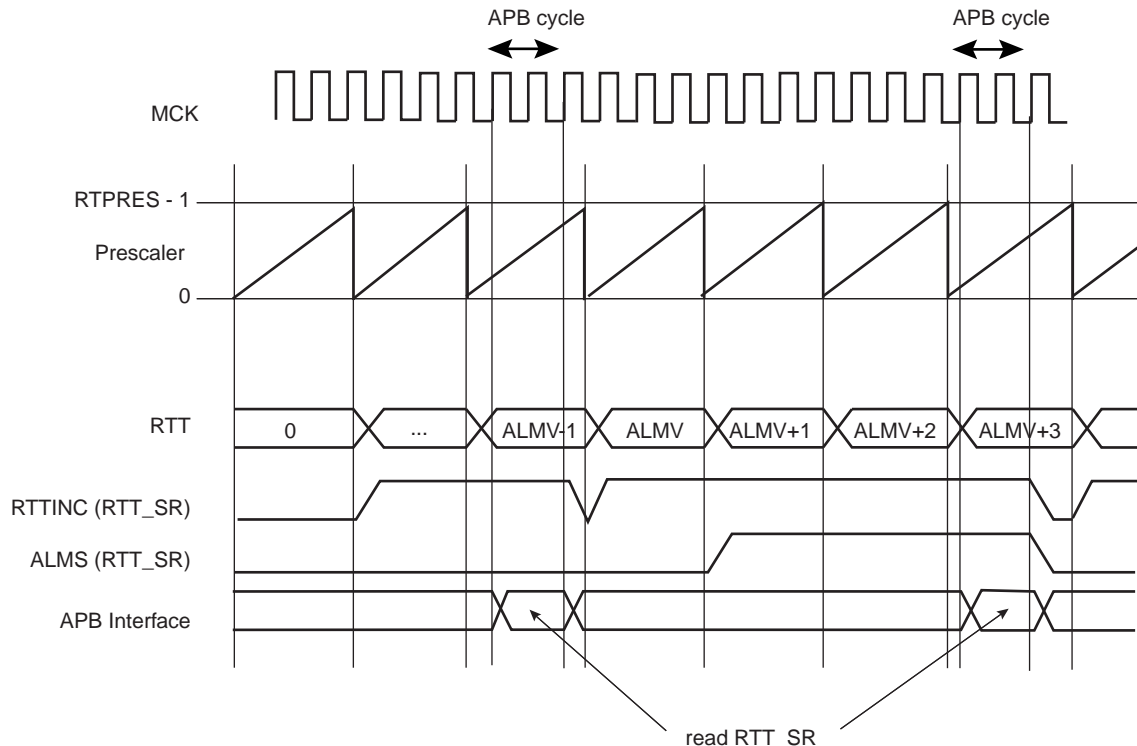 APB cycle
APB cycle
MCK
RTPRES - 1
Prescaler
0
RTT
0
...
ALMV-1
ALMV
ALMV+1
ALMV+2
ALMV+3
RTTINC (RTT_SR)
ALMS (RTT_SR)
APB Interface
read RTT_SR